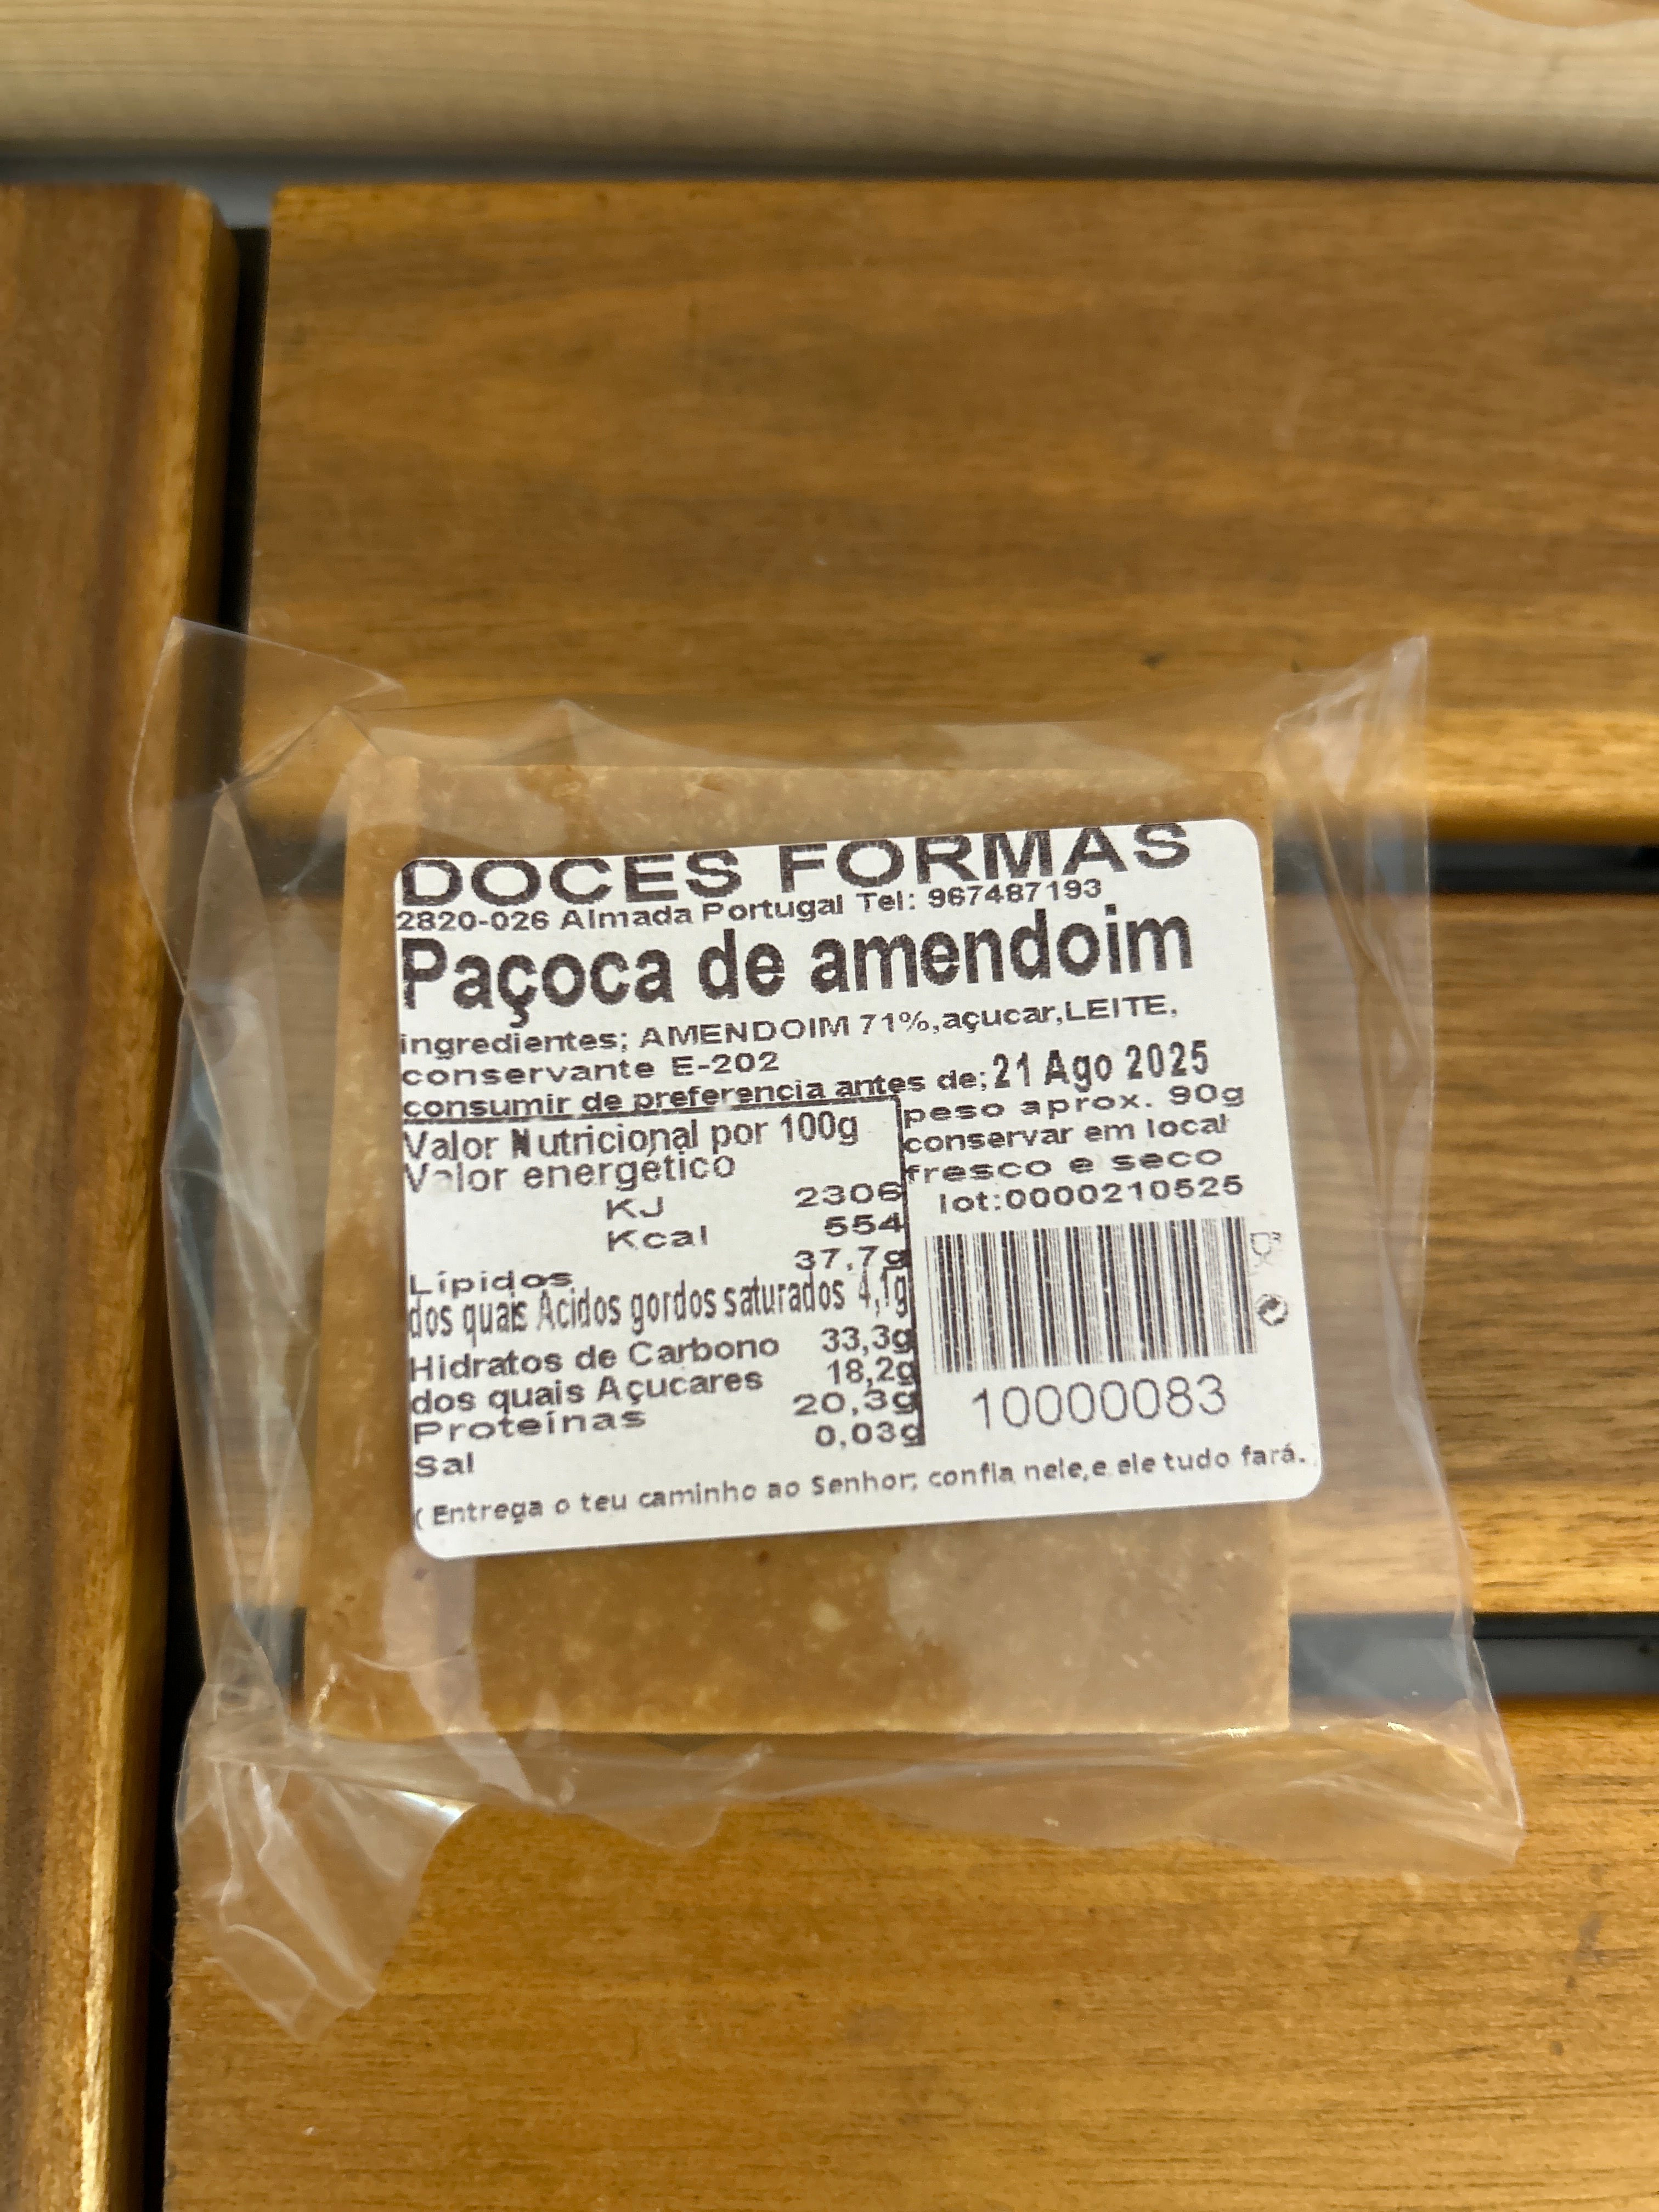 DOCES FORMAS
2820-026 Almada Portugal Tel: 967487193
Paçoca de amendoim
ingredientes; AMENDOIM 71%,açucar,LEITE,
conservante E-202
consumir de preferencia antes de; 21 Ago 2025
Valor Nutricional por 100g
Valor energético
KJ 2306
Kcal 554
Lípidos 37,7g
dos quais Acidos gordos saturados 4,1g
Hidratos de Carbono 33,3g
dos quais Açucares 18,2g
Proteínas 20,3g
Sal 0,03g
peso aprox. 90g
conservar em local
fresco e seco
lot:0000210525
10000083
( Entrega o teu caminho ao Senhor; confia nele,e ele tudo fará.